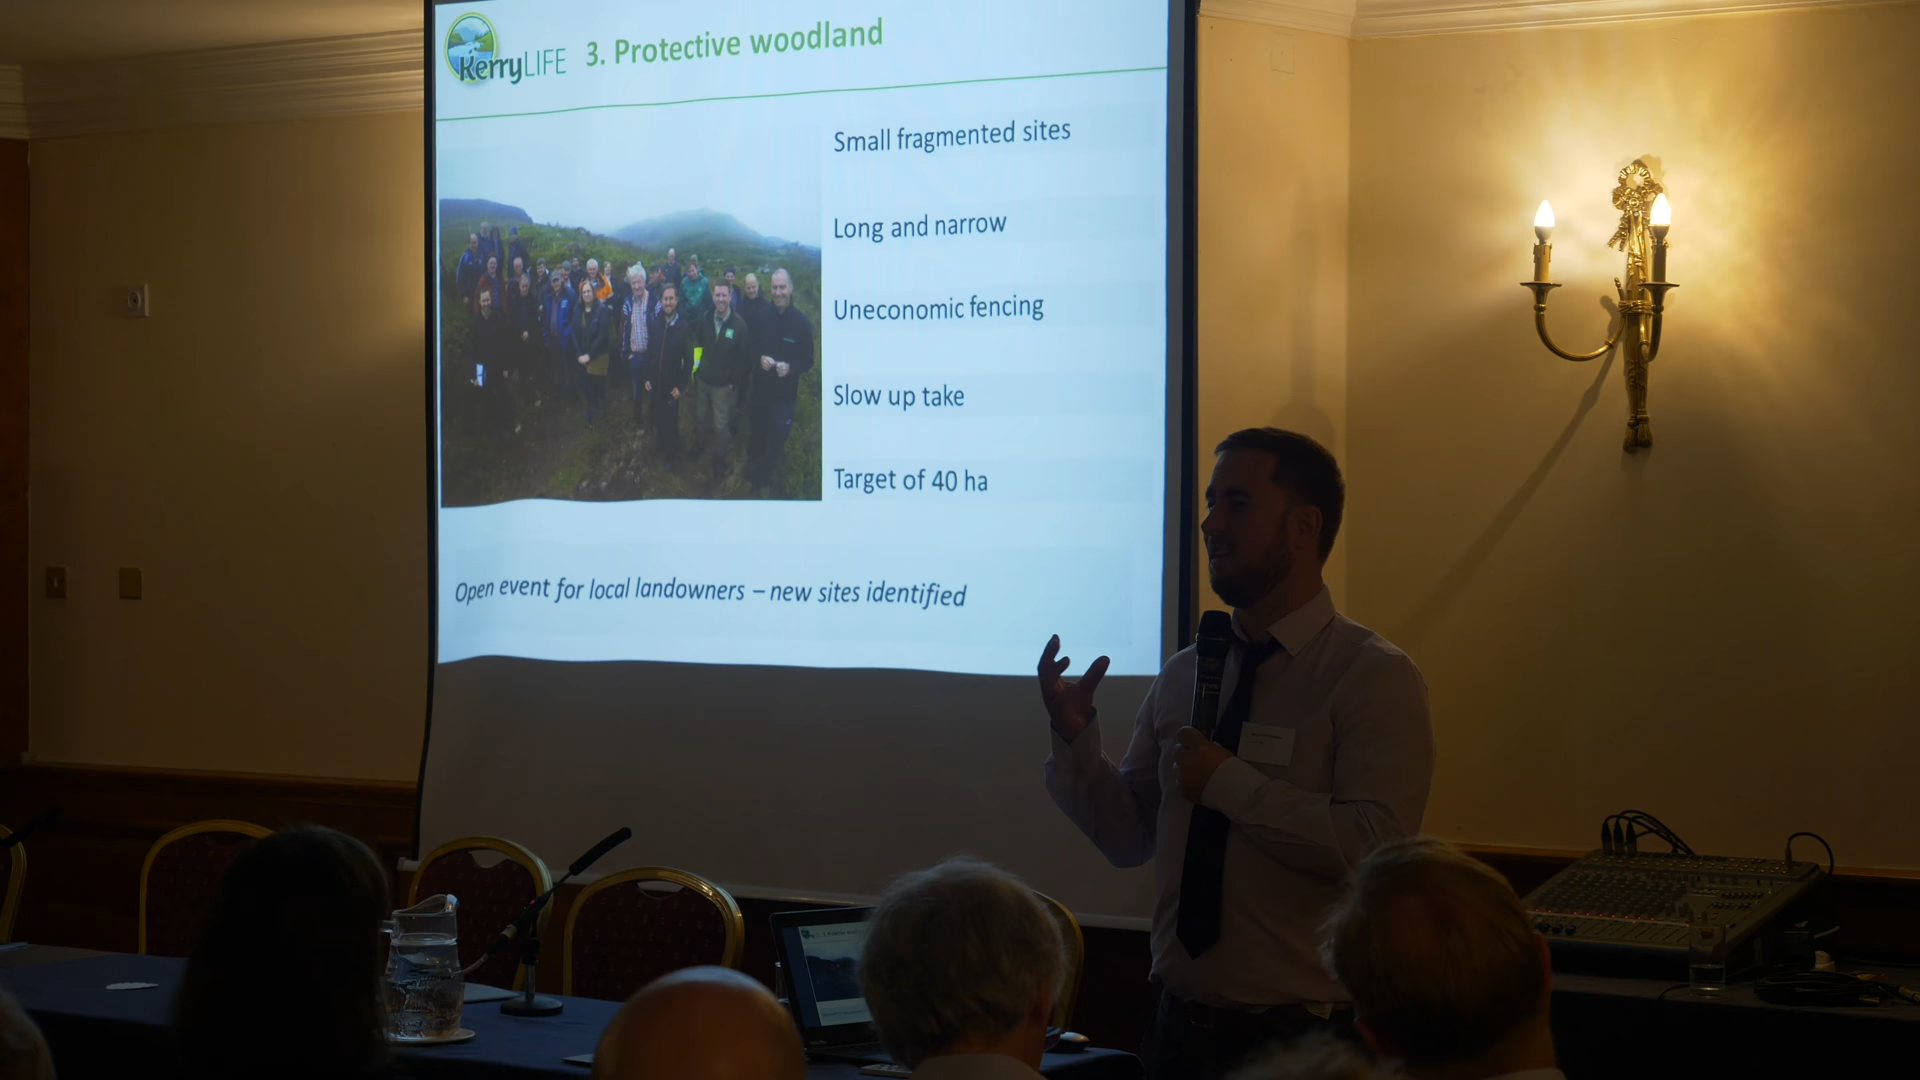 KerryLIFE
3. Protective woodland
Small fragmented sites
Long and narrow
Uneconomic fencing
Slow up take
Target of 40 ha
Open event for local landowners – new sites identified